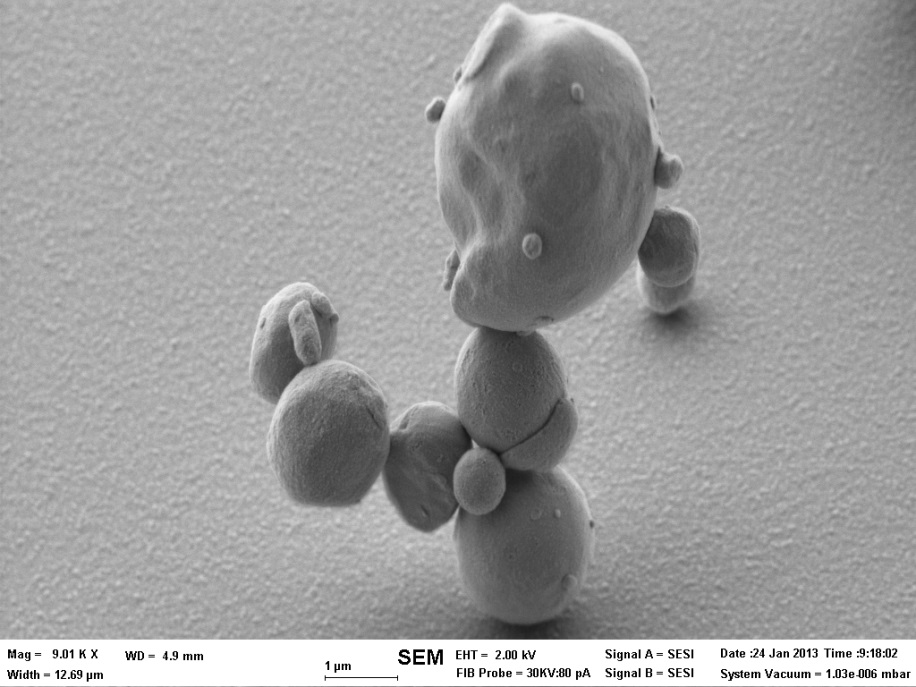 Mag = 9.01 K X WD = 4.9 mm 1 µm SEM EHT = 2.00 kV Signal A = SESI Date :24 Jan 2013 Time :9:18:02
Width = 12.69 µm FIB Probe = 30KV:80 pA Signal B = SESI System Vacuum = 1.03e-006 mbar